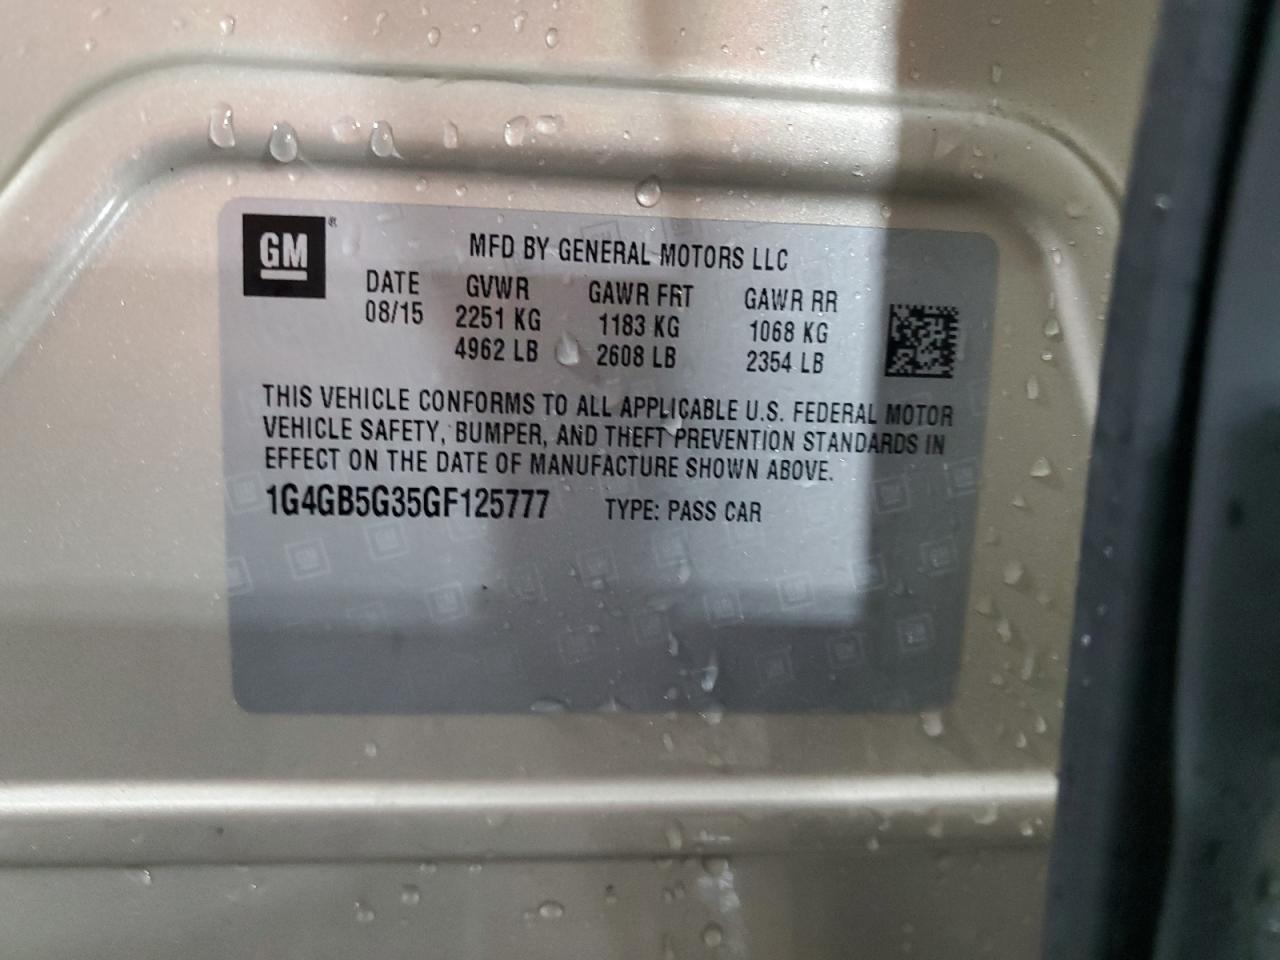 GM®
MFD BY GENERAL MOTORS LLC
DATE GVWR GAWR FRT GAWR RR
08/15 2251 KG 1183 KG 1068 KG
4962 LB 2608 LB 2354 LB
THIS VEHICLE CONFORMS TO ALL APPLICABLE U.S. FEDERAL MOTOR
VEHICLE SAFETY, BUMPER, AND THEFT PREVENTION STANDARDS IN
EFFECT ON THE DATE OF MANUFACTURE SHOWN ABOVE.
1G4GB5G35GF125777 TYPE: PASS CAR